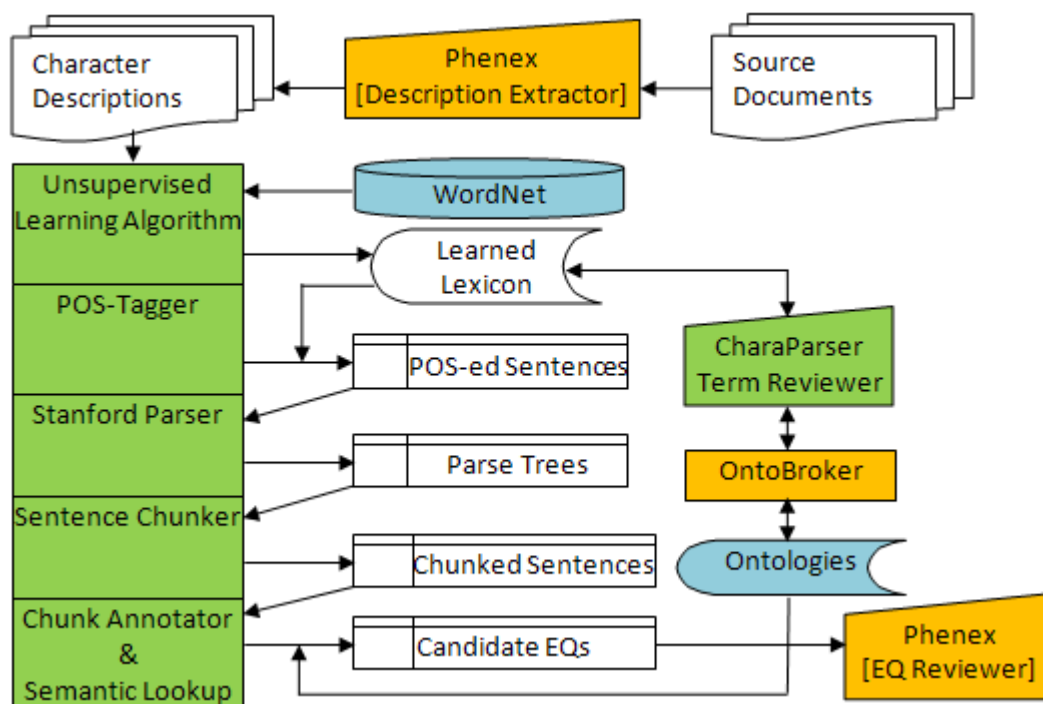 Character
Descriptions
Phenex
[Description Extractor]
Source
Documents
Unsupervised
Learning Algorithm
WordNet
Learned
Lexicon
POS-Tagger
POS-ed Sentences
CharaParser
Term Reviewer
Stanford Parser
Parse Trees
OntoBroker
Sentence Chunker
Chunked Sentences
Ontologies
Chunk Annotator
&
Semantic Lookup
Candidate EQs
Phenex
[EQ Reviewer]